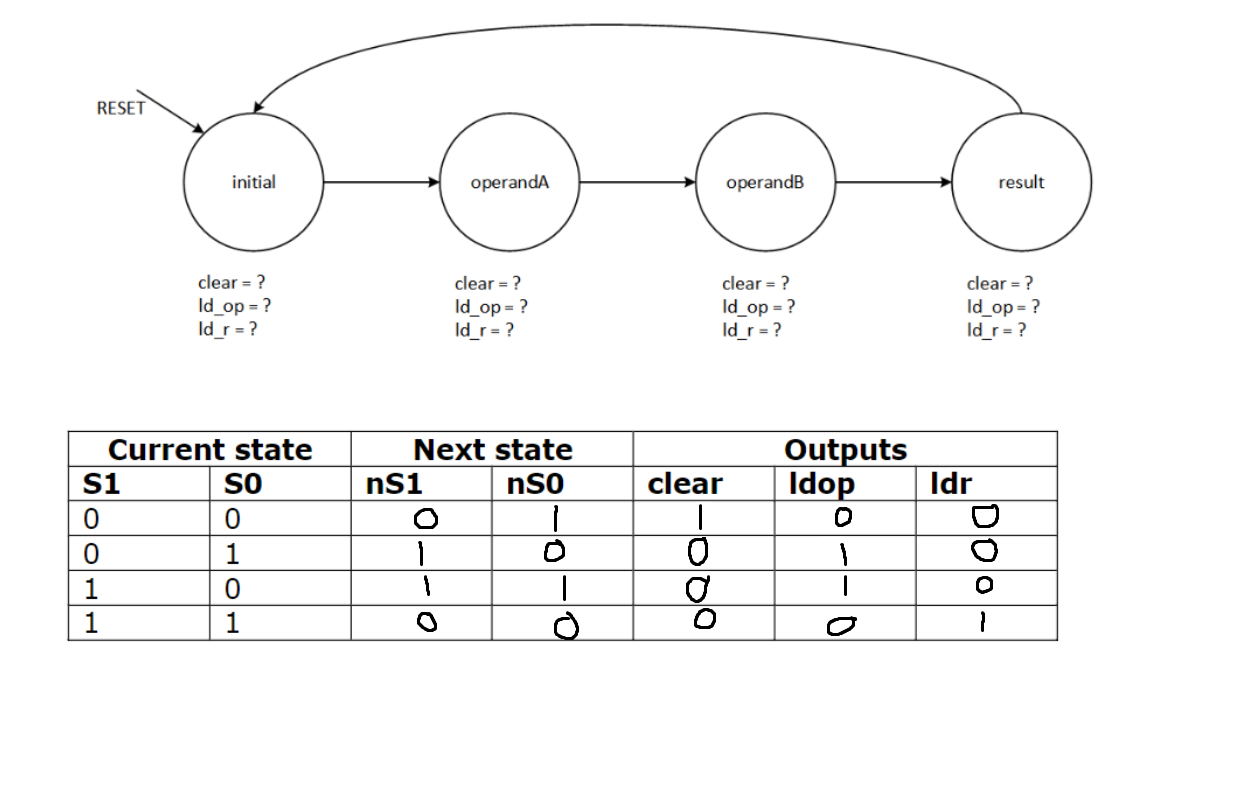 RESET
initial operandA operandB result
clear = ? clear = ? clear = ? clear = ?
ld_op = ? ld_op = ? ld_op = ? ld_op = ?
ld_r = ? ld_r = ? ld_r = ? ld_r = ?
Current state Next state Outputs
S1 S0 nS1 nS0 clear ldop ldr
0 0 0 1 1 0 0
0 1 1 0 0 1 0
1 0 1 1 0 1 0
1 1 0 0 0 0 1